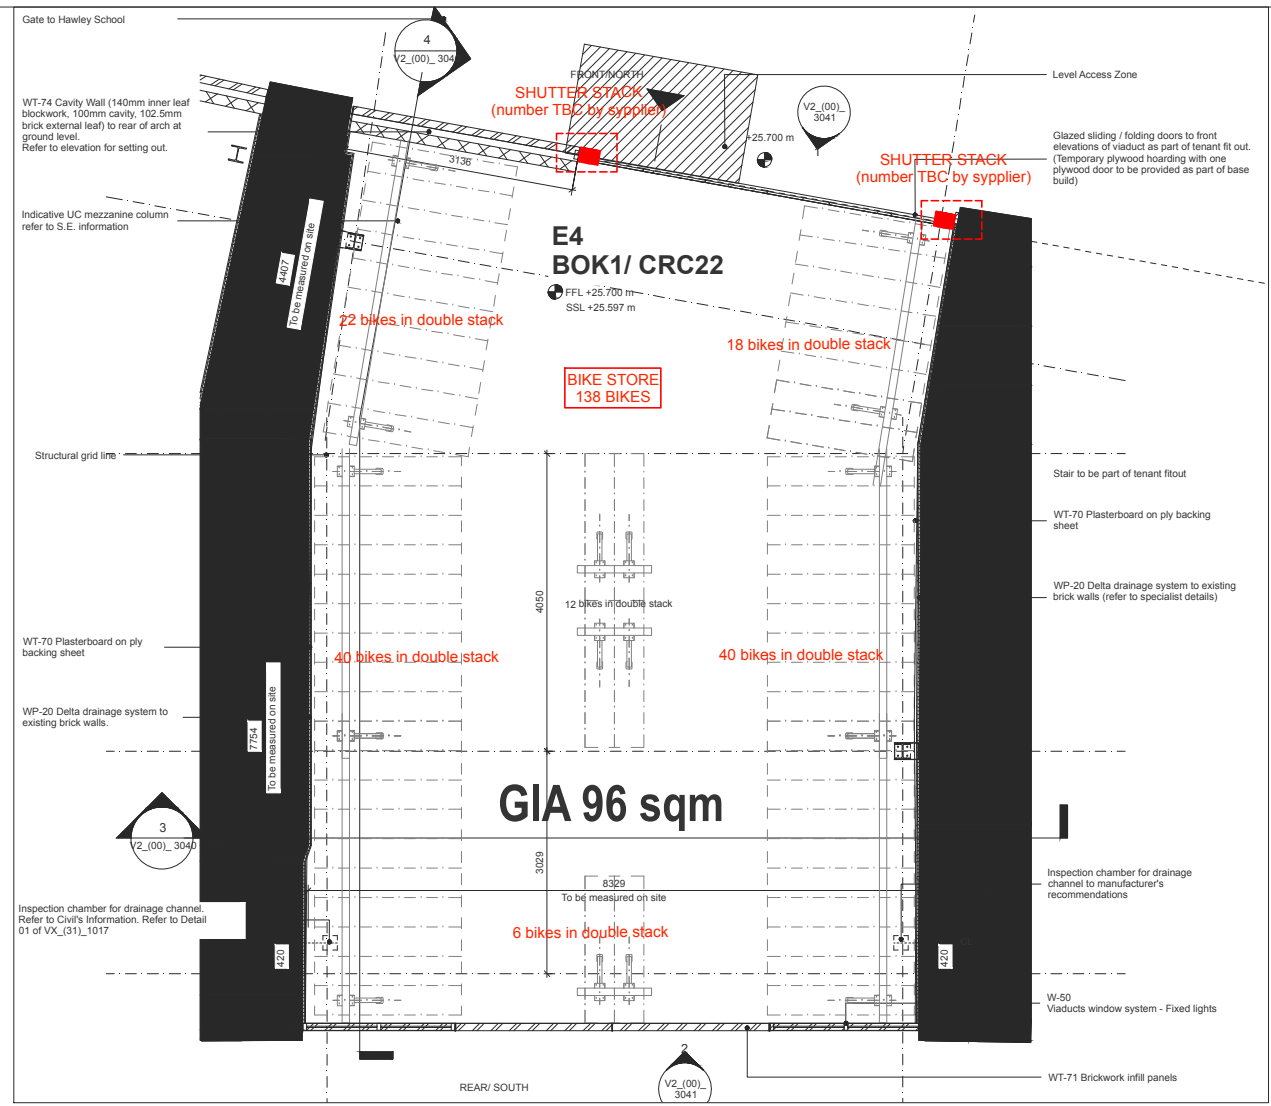 Gate to Hawley School
4
V2_(00)_ 304
FRONT/NORTH
SHUTTER STACK
(number TBC by sypplier)
V2_(00)_
3041
+25.700 m
Level Access Zone
WT-74 Cavity Wall (140mm inner leaf
blockwork, 100mm cavity, 102.5mm
brick external leaf) to rear of arch at
ground level.
Refer to elevation for setting out.
3136
SHUTTER STACK
(number TBC by sypplier)
Glazed sliding / folding doors to front
elevations of viaduct as part of tenant fit out.
(Temporary plywood hoarding with one
plywood door to be provided as part of base
build)
Indicative UC mezzanine column
refer to S.E. information
4407
To be measured on site
E4
BOK1/ CRC22
FFL +25.700 m
SSL +25.597 m
22 bikes in double stack
18 bikes in double stack
BIKE STORE
138 BIKES
Structural grid line
Stair to be part of tenant fitout
WT-70 Plasterboard on ply backing
sheet
4050
12 bikes in double stack
WP-20 Delta drainage system to existing
brick walls (refer to specialist details)
WT-70 Plasterboard on ply
backing sheet
40 bikes in double stack
40 bikes in double stack
WP-20 Delta drainage system to
existing brick walls.
7754
To be measured on site
GIA 96 sqm
3
V2_(00)_ 3040
3029
8329
To be measured on site
Inspection chamber for drainage
channel to manufacturer's
recommendations
Inspection chamber for drainage channel.
Refer to Civil's Information. Refer to Detail
01 of VX_(31)_1017
6 bikes in double stack
420
420
W-50
Viaducts window system - Fixed lights
2
V2_(00)_
3041
REAR/ SOUTH
WT-71 Brickwork infill panels